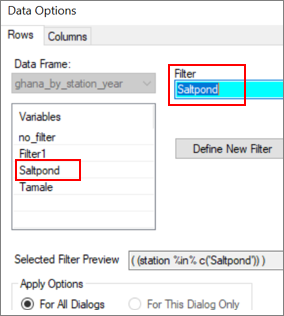 Data Options
Rows Columns
Data Frame:
ghana_by_station_year
Filter
Saltpond
Variables
no_filter
Filter1
Saltpond
Tamale
Define New Filter
Selected Filter Preview ( (station %in% c('Saltpond')) )
Apply Options
For All Dialogs For This Dialog Only